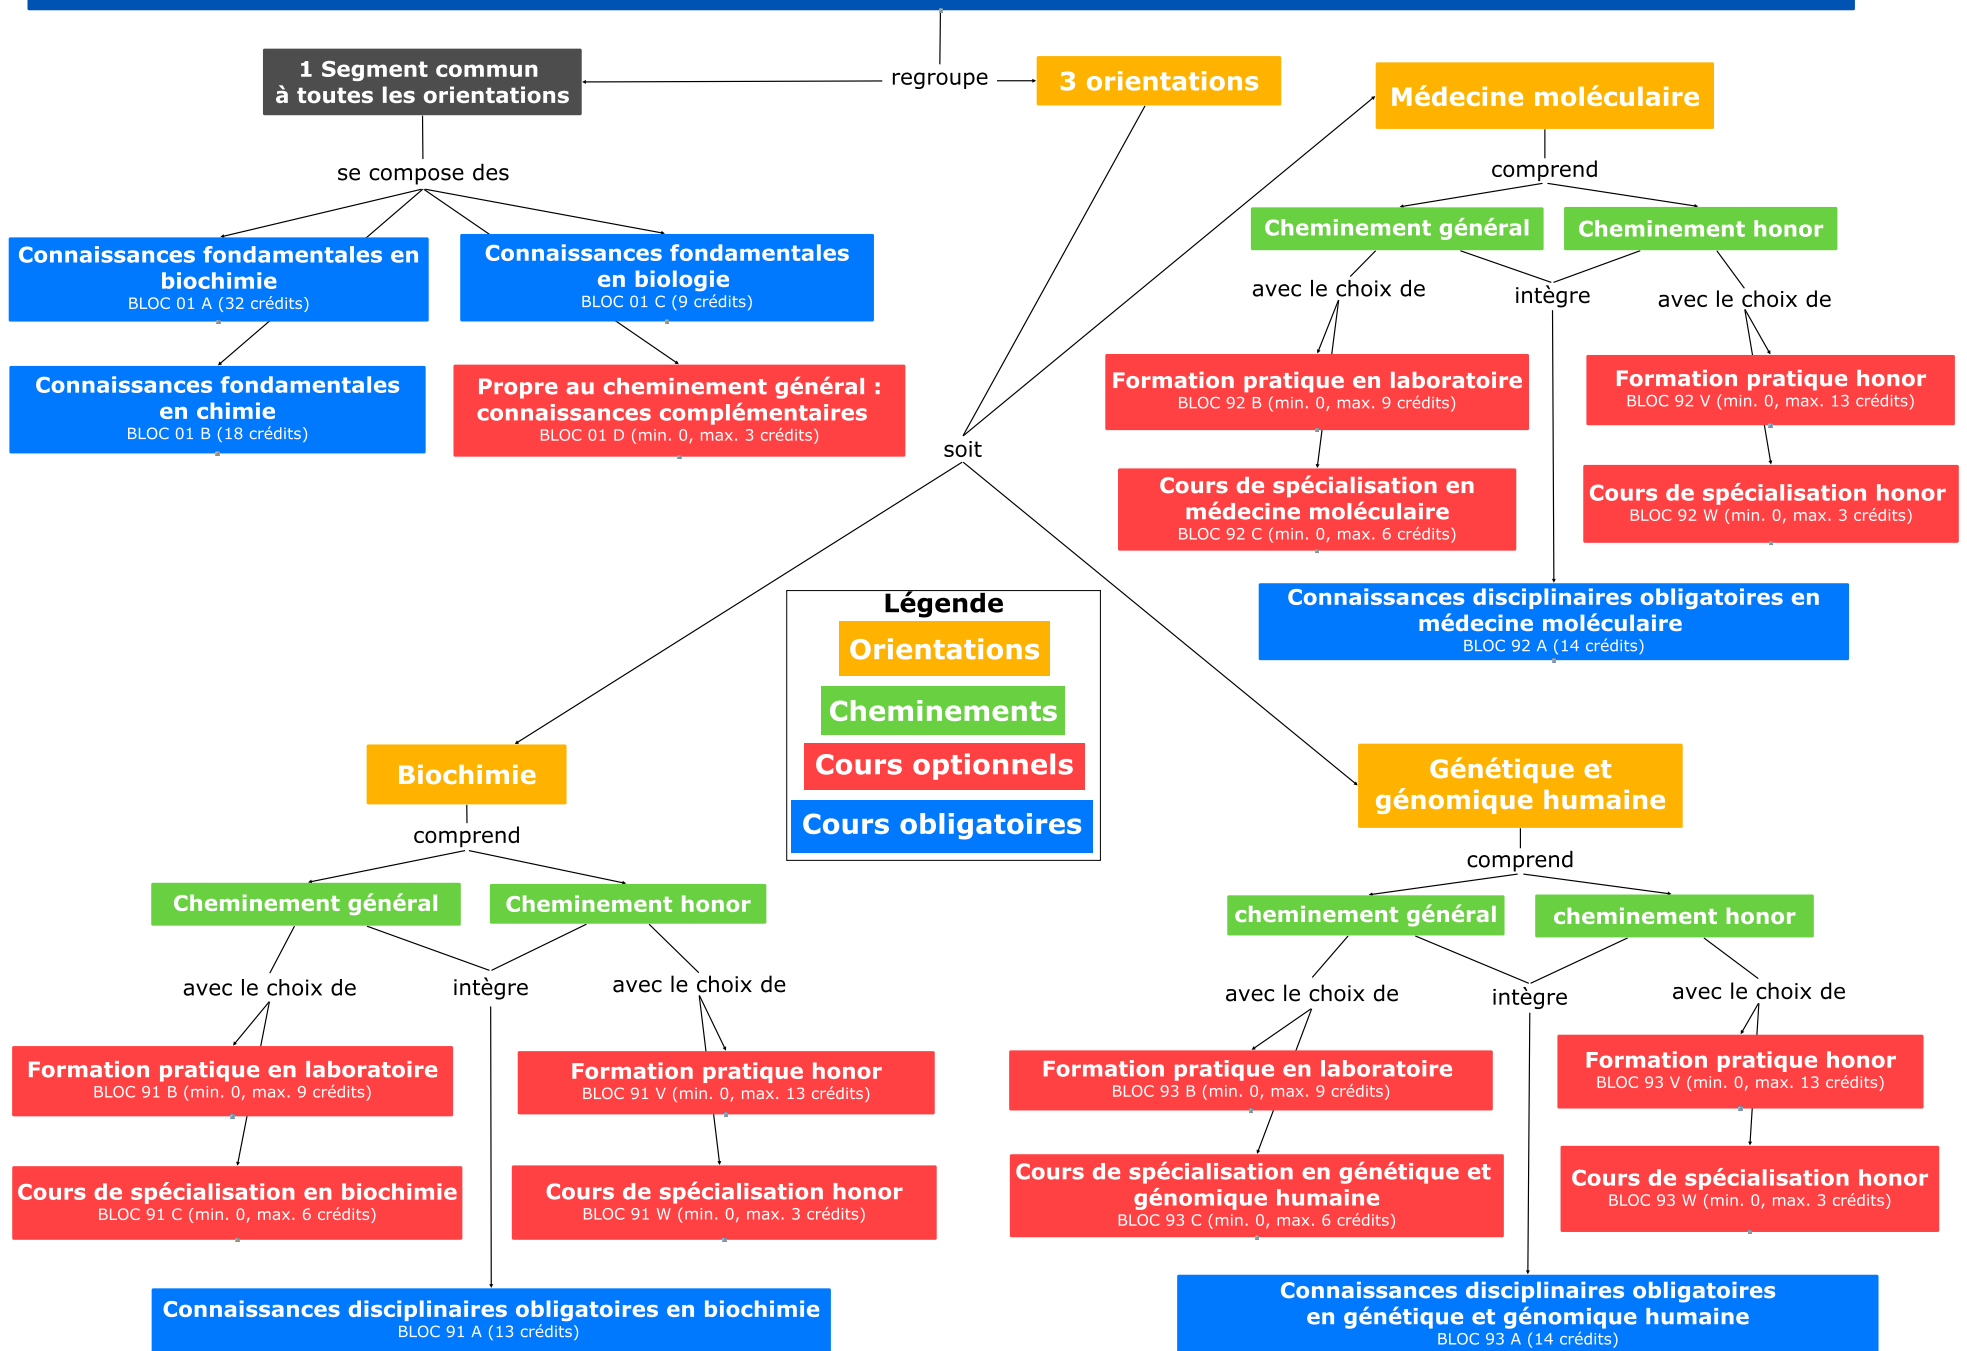 regroupe
1 Segment commun
à toutes les orientations
3 orientations
se compose des
Connaissances fondamentales en
biochimie
BLOC 01 A (32 crédits)
Connaissances fondamentales
en biologie
BLOC 01 C (9 crédits)
Connaissances fondamentales
en chimie
BLOC 01 B (18 crédits)
Propre au cheminement général :
connaissances complémentaires
BLOC 01 D (min. 0, max. 3 crédits)
soit
Médecine moléculaire
comprend
Cheminement général
Cheminement honor
avec le choix de
intègre
avec le choix de
Formation pratique en laboratoire
BLOC 92 B (min. 0, max. 9 crédits)
Formation pratique honor
BLOC 92 V (min. 0, max. 13 crédits)
Cours de spécialisation en
médecine moléculaire
BLOC 92 C (min. 0, max. 6 crédits)
Cours de spécialisation honor
BLOC 92 W (min. 0, max. 3 crédits)
Connaissances disciplinaires obligatoires en
médecine moléculaire
BLOC 92 A (14 crédits)
Légende
Orientations
Cheminements
Cours optionnels
Cours obligatoires
Biochimie
comprend
Cheminement général
Cheminement honor
avec le choix de
intègre
avec le choix de
Formation pratique en laboratoire
BLOC 91 B (min. 0, max. 9 crédits)
Formation pratique honor
BLOC 91 V (min. 0, max. 13 crédits)
Cours de spécialisation en biochimie
BLOC 91 C (min. 0, max. 6 crédits)
Cours de spécialisation honor
BLOC 91 W (min. 0, max. 3 crédits)
Connaissances disciplinaires obligatoires en biochimie
BLOC 91 A (13 crédits)
Génétique et
génomique humaine
comprend
cheminement général
cheminement honor
avec le choix de
intègre
avec le choix de
Formation pratique en laboratoire
BLOC 93 B (min. 0, max. 9 crédits)
Formation pratique honor
BLOC 93 V (min. 0, max. 13 crédits)
Cours de spécialisation en génétique et
génomique humaine
BLOC 93 C (min. 0, max. 6 crédits)
Cours de spécialisation honor
BLOC 93 W (min. 0, max. 3 crédits)
Connaissances disciplinaires obligatoires
en génétique et génomique humaine
BLOC 93 A (14 crédits)